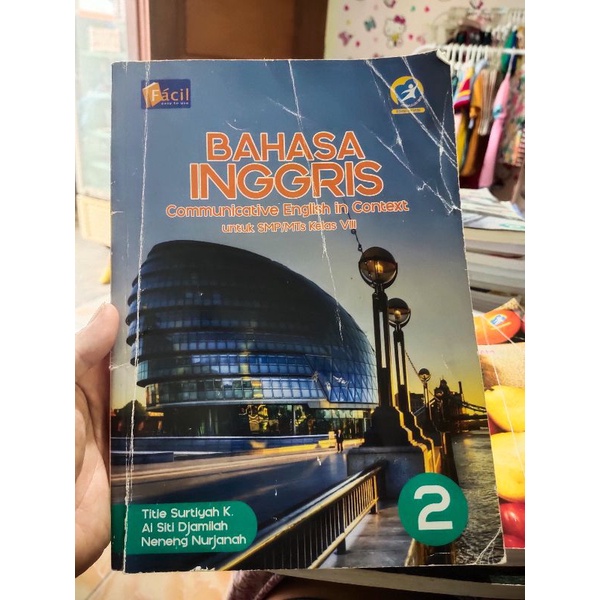 Fácil
BAHASA
INGGRIS
Communicative English in Context
untuk SMP/MTs Kelas VIII
Titie Surtiyah K.
Ai Siti Djamilah
Neneng Nurjanah
2